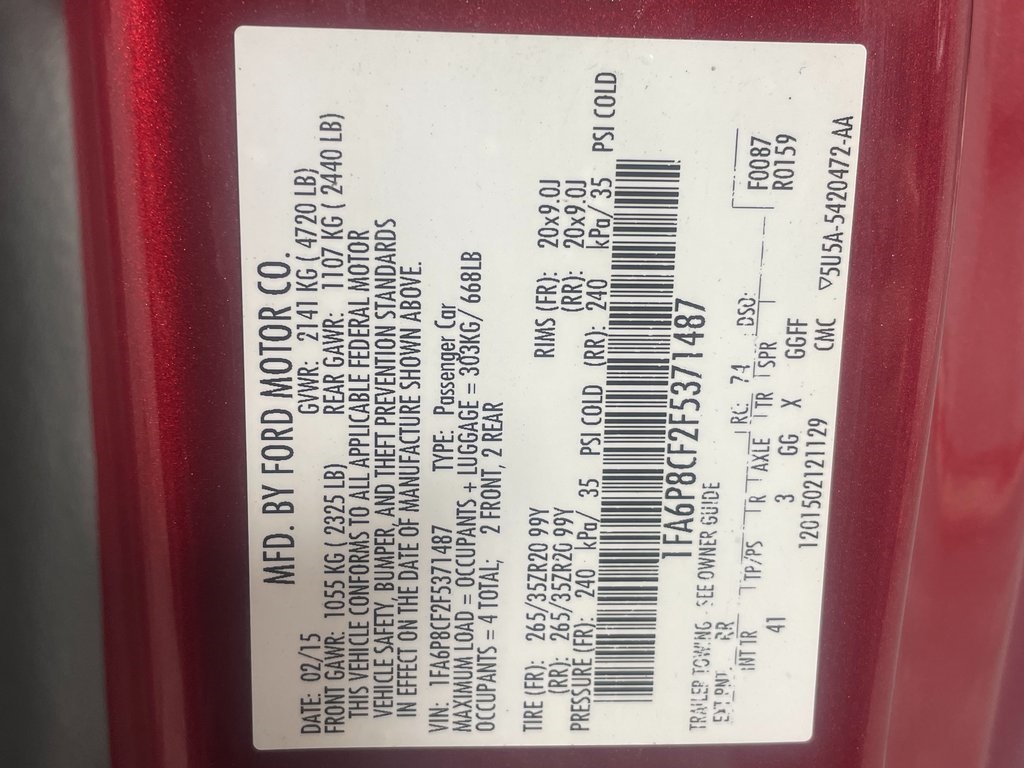 MFD. BY FORD MOTOR CO.
DATE: 02/15 GVWR: 2141 KG ( 4720 LB)
FRONT GAWR: 1055 KG ( 2325 LB) REAR GAWR: 1107 KG ( 2440 LB)
THIS VEHICLE CONFORMS TO ALL APPLICABLE FEDERAL MOTOR
VEHICLE SAFETY, BUMPER, AND THEFT PREVENTION STANDARDS
IN EFFECT ON THE DATE OF MANUFACTURE SHOWN ABOVE.
VIN: 1FA6P8CF2F5371487 TYPE: Passenger Car
MAXIMUM LOAD = OCCUPANTS + LUGGAGE = 303KG/ 668LB
OCCUPANTS = 4 TOTAL; 2 FRONT, 2 REAR
TIRE (FR): 265/35ZR20 99Y RIMS (FR): 20x9.0J
(RR): 265/35ZR20 99Y (RR): 20x9.0J
PRESSURE (FR): 240 kPa/ 35 PSI COLD (RR): 240 kPa/ 35 PSI COLD
1FA6P8CF2F5371487
TRAILER TOWING - SEE OWNER GUIDE
EXT PNT: RR RC: 74 DSO: F0087
INT TR TP/PS R AXLE TR SPR R0159
41 3 GG X GGFF
1201502121129 CMC
▽5U5A-5420472-AA